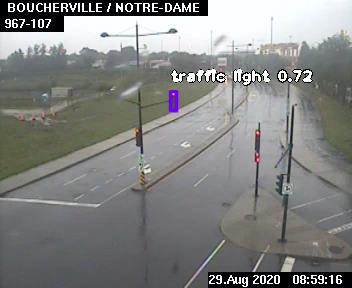 BOUCHERVILLE / NOTRE-DAME
967-107
traffic light 0.72
29.Aug 2020 08:59:16